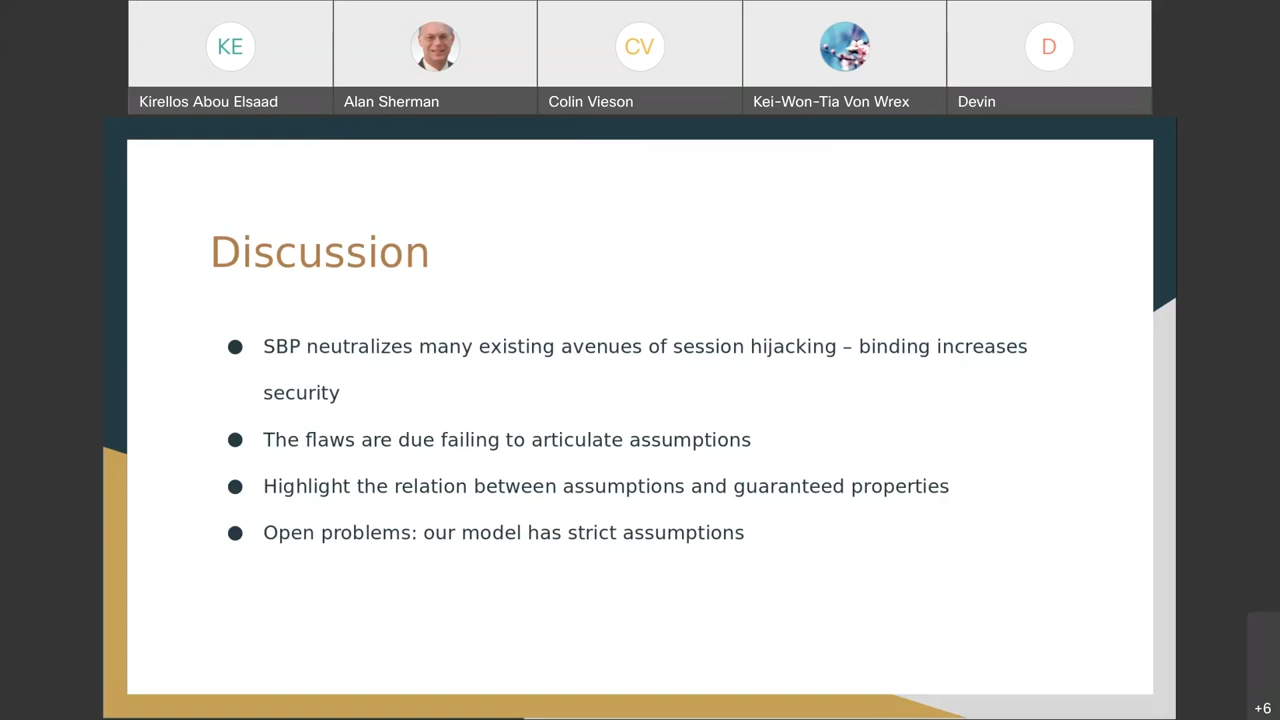 KE
CV
D
Kirellos Abou Elsaad
Alan Sherman
Colin Vieson
Kei-Won-Tia Von Wrex
Devin
Discussion
● SBP neutralizes many existing avenues of session hijacking – binding increases
security
● The flaws are due failing to articulate assumptions
● Highlight the relation between assumptions and guaranteed properties
● Open problems: our model has strict assumptions
+6